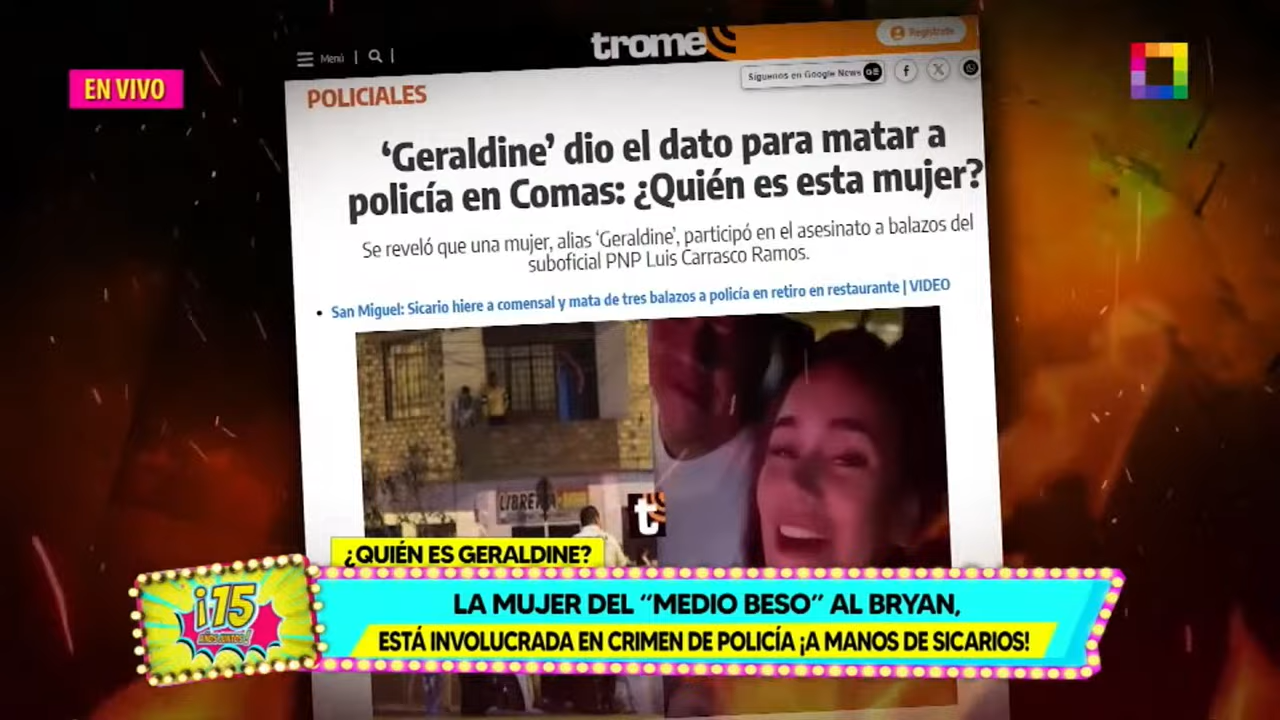 EN VIVO
Menú
trome
Regístrate
Síguenos en Google News
POLICIALES
‘Geraldine’ dio el dato para matar a
policía en Comas: ¿Quién es esta mujer?
Se reveló que una mujer, alias ‘Geraldine’, participó en el asesinato a balazos del
suboficial PNP Luis Carrasco Ramos.
San Miguel: Sicario hiere a comensal y mata de tres balazos a policía en retiro en restaurante | VIDEO
t
¿QUIÉN ES GERALDINE?
¡15
LA MUJER DEL “MEDIO BESO” AL BRYAN,
ESTÁ INVOLUCRADA EN CRIMEN DE POLICÍA ¡A MANOS DE SICARIOS!